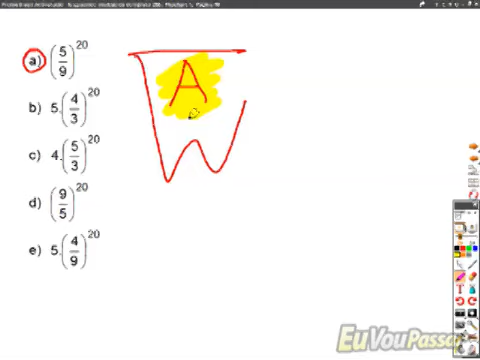 a) (5/9)^20
A
b) 5.(4/3)^20
c) 4.(5/3)^20
d) (9/5)^20
e) 5.(4/9)^20
EuVouPassar